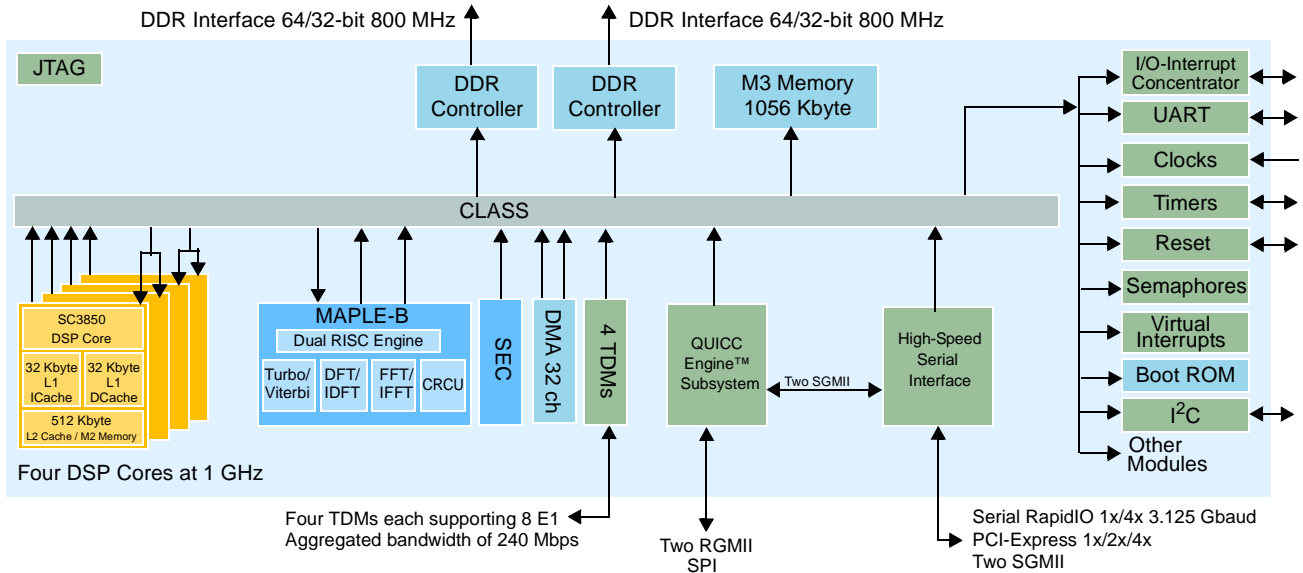 DDR Interface 64/32-bit 800 MHz
DDR Interface 64/32-bit 800 MHz
JTAG
DDR
Controller
DDR
Controller
M3 Memory
1056 Kbyte
I/O-Interrupt
Concentrator
UART
Clocks
Timers
Reset
Semaphores
Virtual
Interrupts
Boot ROM
I²C
Other
Modules
CLASS
SC3850
DSP Core
32 Kbyte
L1
ICache
32 Kbyte
L1
DCache
512 Kbyte
L2 Cache / M2 Memory
Four DSP Cores at 1 GHz
MAPLE-B
Dual RISC Engine
Turbo/
Viterbi
DFT/
IDFT
FFT/
IFFT
CRCU
SEC
DMA 32 ch
4 TDMs
QUICC
Engine™
Subsystem
Two SGMII
High-Speed
Serial
Interface
Four TDMs each supporting 8 E1
Aggregated bandwidth of 240 Mbps
Two RGMII
SPI
Serial RapidIO 1x/4x 3.125 Gbaud
PCI-Express 1x/2x/4x
Two SGMII